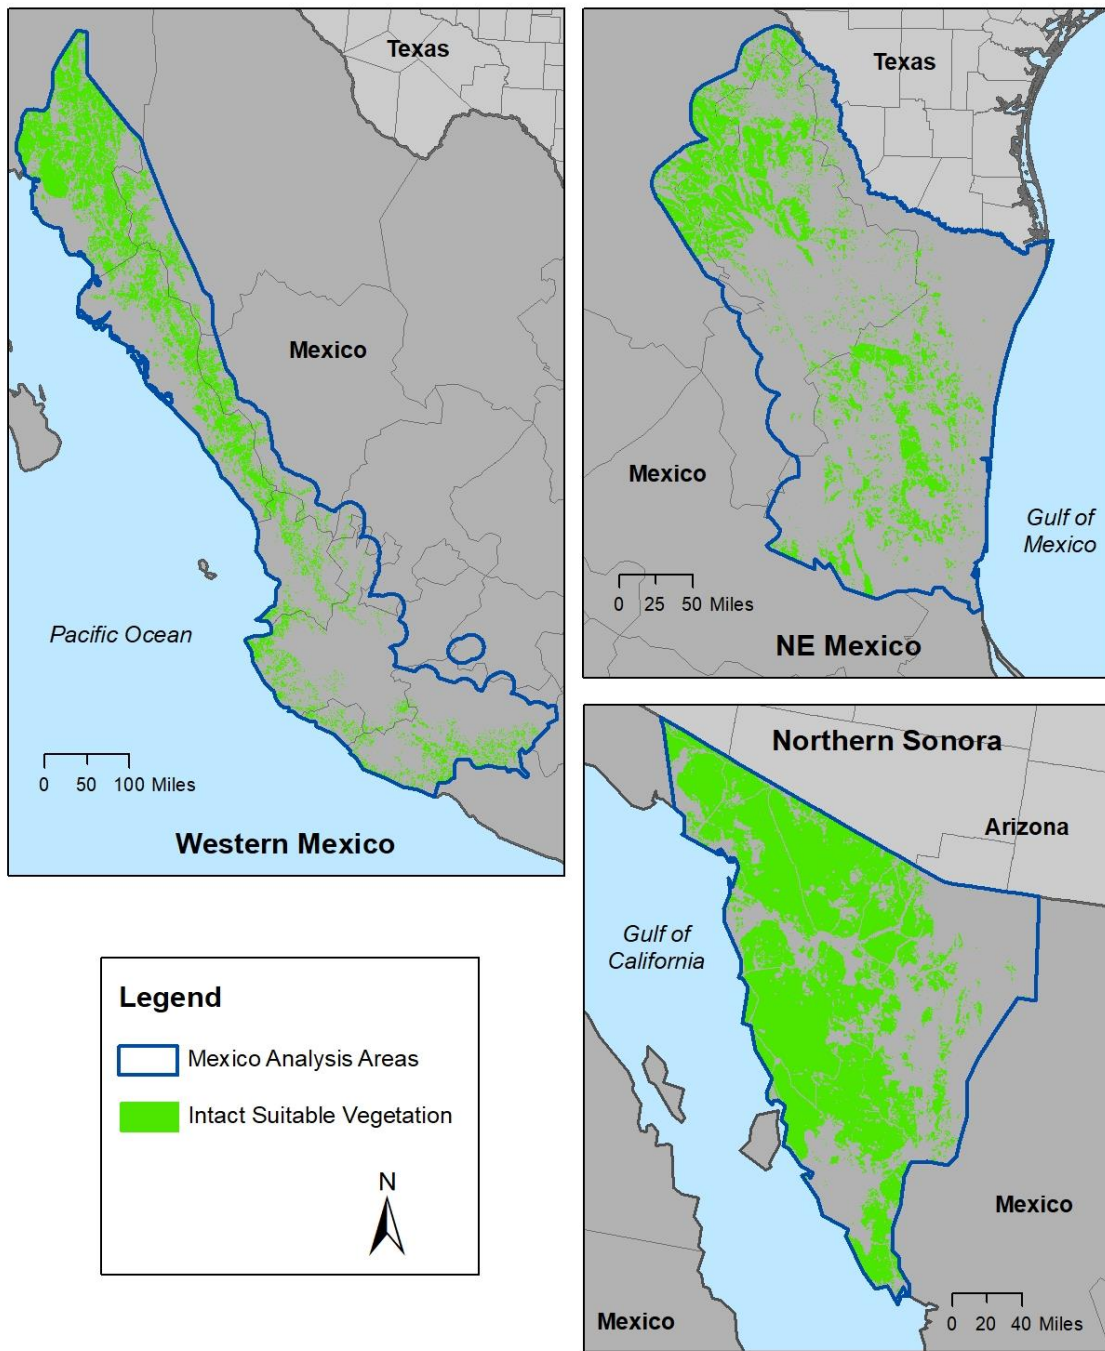 Texas
Mexico
Pacific Ocean
0 50 100 Miles
Western Mexico
Texas
Mexico
Gulf of
Mexico
0 25 50 Miles
NE Mexico
Northern Sonora
Arizona
Gulf of
California
Mexico
Mexico
0 20 40 Miles
Legend
Mexico Analysis Areas
Intact Suitable Vegetation
N